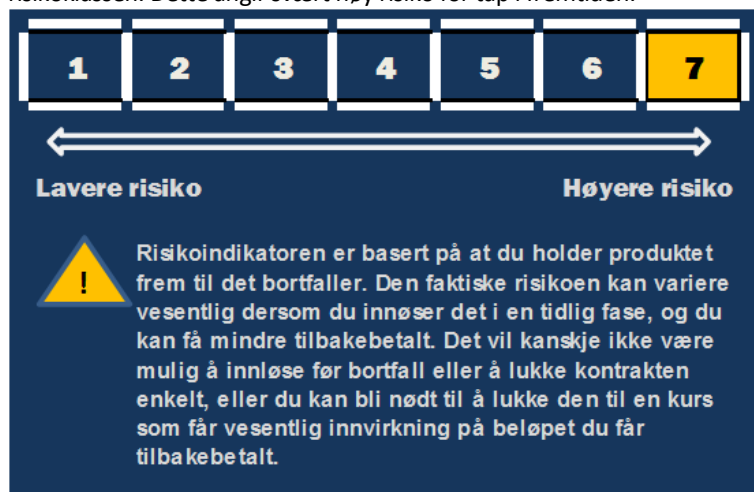 1 2 3 4 5 6 7
Lavere risiko Høyere risiko
!
Risikoindikatoren er basert på at du holder produktet
frem til det bortfaller. Den faktiske risikoen kan variere
vesentlig dersom du innøser det i en tidlig fase, og du
kan få mindre tilbakebetalt. Det vil kanskje ikke være
mulig å innløse før bortfall eller å lukke kontrakten
enkelt, eller du kan bli nødt til å lukke den til en kurs
som får vesentlig innvirkning på beløpet du får
tilbakebetalt.